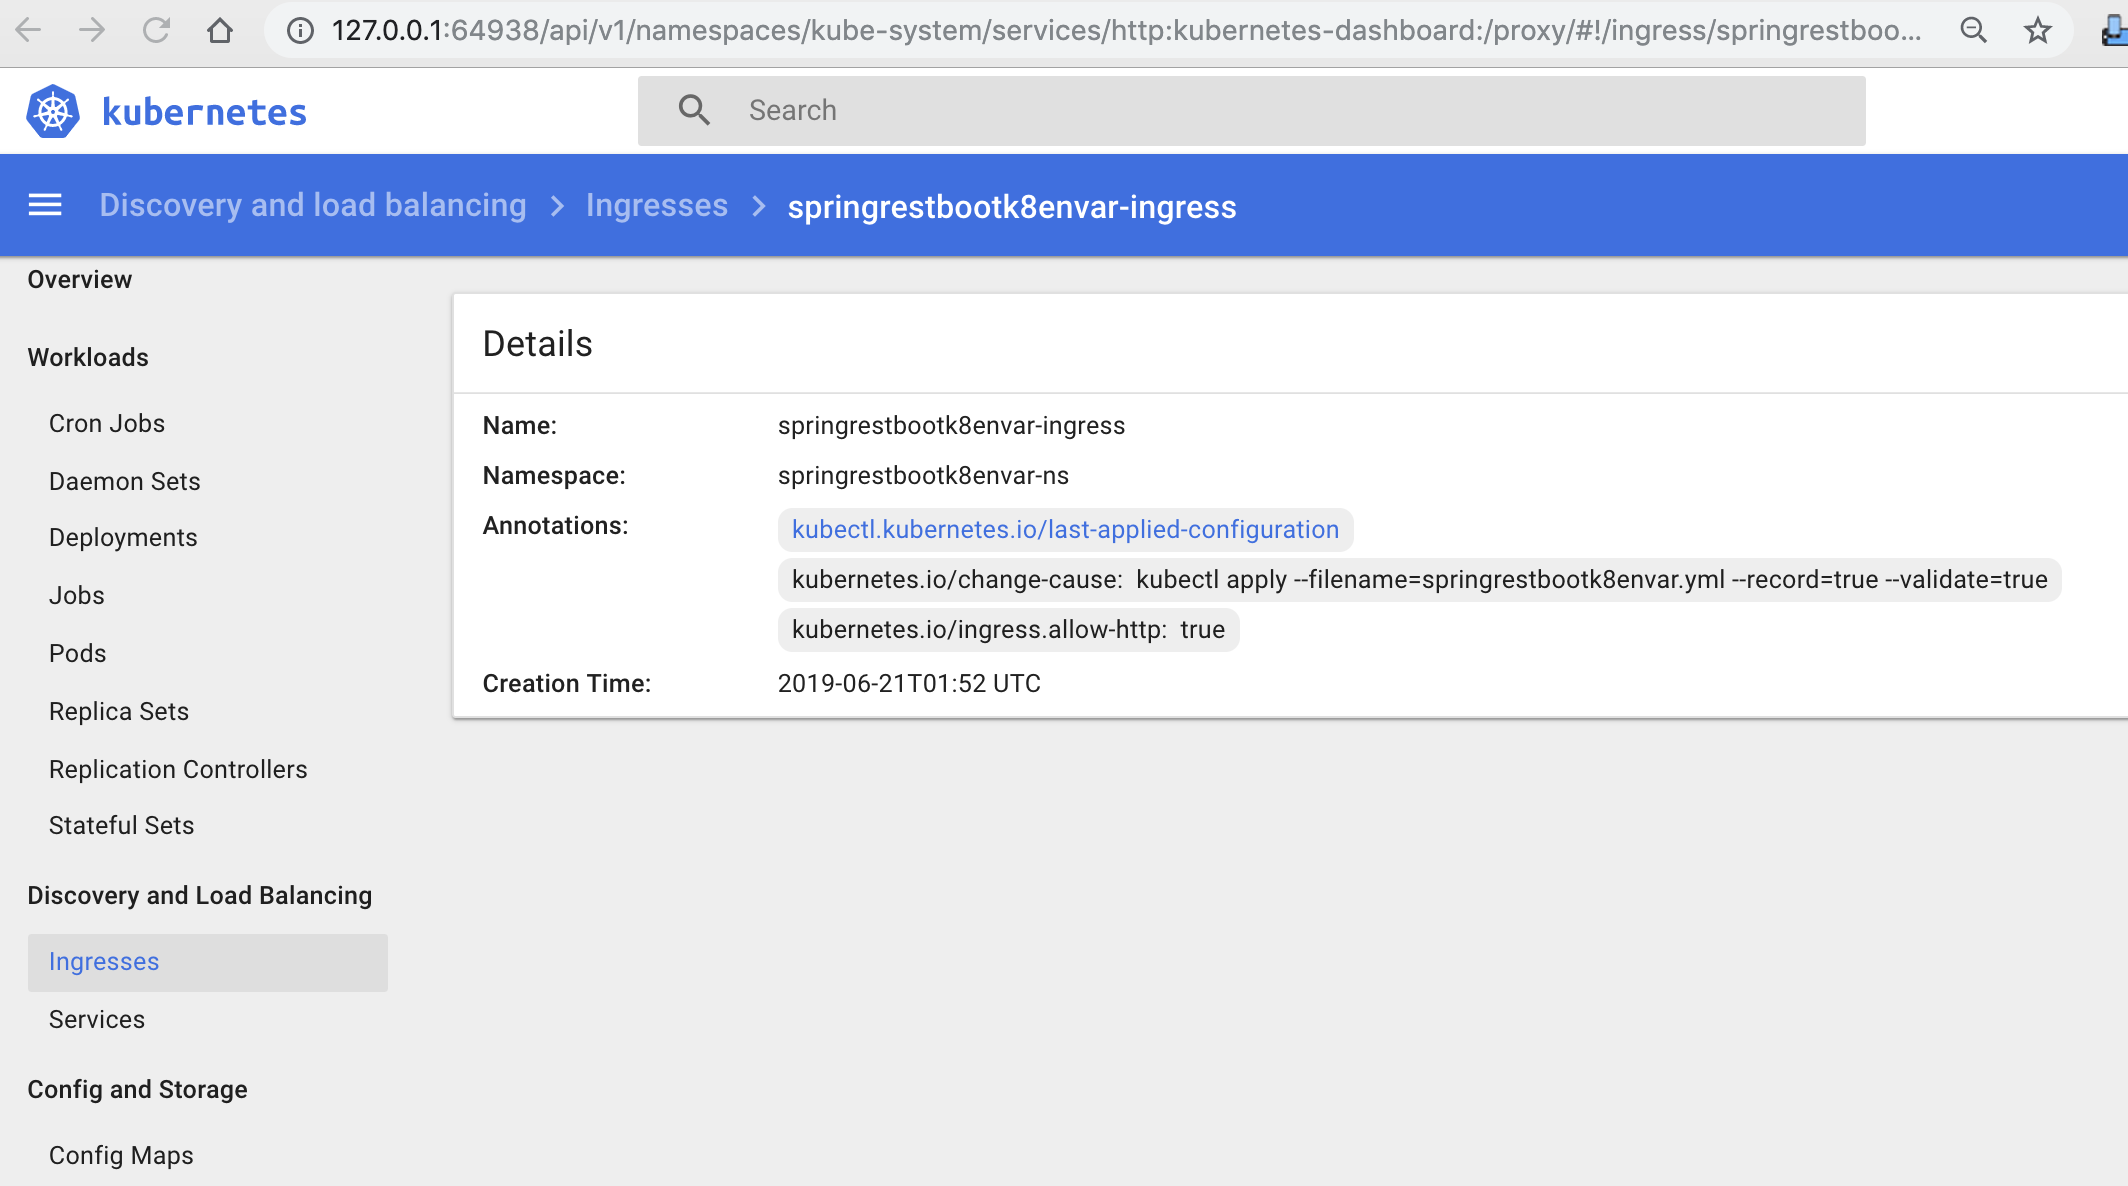 127.0.0.1:64938/api/v1/namespaces/kube-system/services/http:kubernetes-dashboard:/proxy/#!/ingress/springrestboo...
kubernetes
Search
Discovery and load balancing > Ingresses > springrestbootk8envar-ingress
Overview
Workloads
Cron Jobs
Daemon Sets
Deployments
Jobs
Pods
Replica Sets
Replication Controllers
Stateful Sets
Discovery and Load Balancing
Ingresses
Services
Config and Storage
Config Maps
Details
Name: springrestbootk8envar-ingress
Namespace: springrestbootk8envar-ns
Annotations: kubectl.kubernetes.io/last-applied-configuration
kubernetes.io/change-cause: kubectl apply --filename=springrestbootk8envar.yml --record=true --validate=true
kubernetes.io/ingress.allow-http: true
Creation Time: 2019-06-21T01:52 UTC